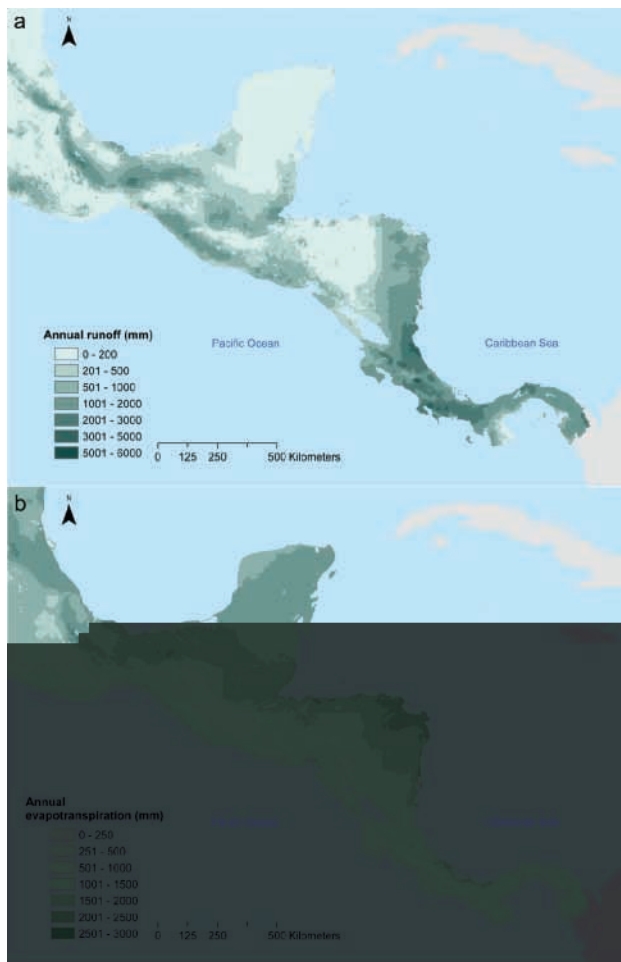 a
N
Pacific Ocean
Caribbean Sea
Annual runoff (mm)
0 - 200
201 - 500
501 - 1000
1001 - 2000
2001 - 3000
3001 - 5000
5001 - 6000
0 125 250 500 Kilometers
b
N
Annual
evapotranspiration (mm)
0 - 250
251 - 500
501 - 1000
1001 - 1500
1501 - 2000
2001 - 2500
2501 - 3000
0 125 250 500 Kilometers